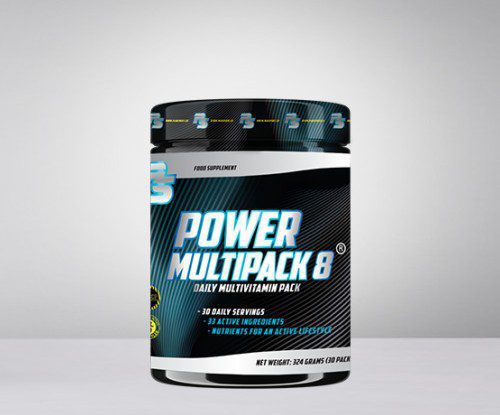 FOOD SUPPLEMENT
POWER
MULTIPACK 8®
DAILY MULTIVITAMIN PACK
- 30 DAILY SERVINGS
- 33 ACTIVE INGREDIENTS
- NUTRIENTS FOR AN ACTIVE LIFESTYLE
NET WEIGHT: 324 GRAMS (30 PACK